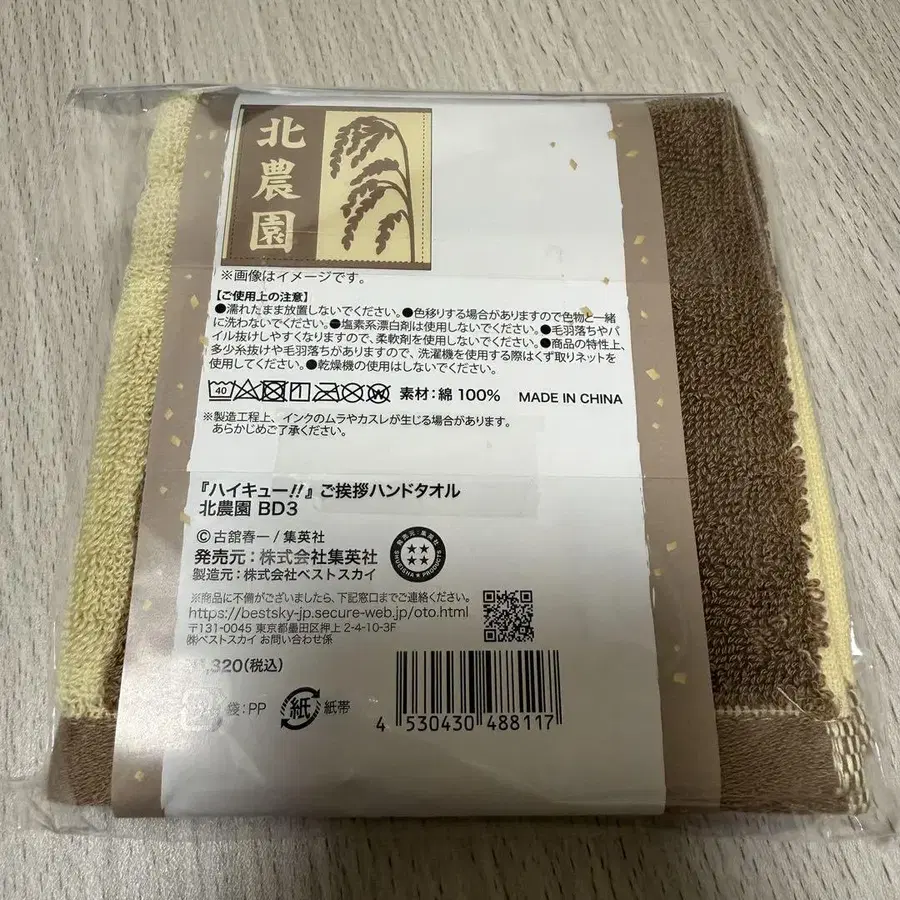 北農園
※画像はイメージです。
【ご使用上の注意】
●濡れたまま放置しないでください。●色移りする場合がありますので色物と一緒
に洗わないでください。●塩素系漂白剤は使用しないでください。●毛羽落ちやパ
イル抜けしやすくなりますので、柔軟剤を使用しないでください。●商品の特性上、
多少糸抜けや毛羽落ちがありますので、洗濯機を使用する際はくず取りネットを
使用してください。●乾燥機の使用はしないでください。
40 素材:綿 100% MADE IN CHINA
※製造工程上、インクのムラやカスレが生じる場合があります。
あらかじめご了承ください。
『ハイキュー!!』ご挨拶ハンドタオル
北農園 BD3
©古舘春一/集英社
発売元:株式会社集英社
製造元:株式会社ベストスカイ
発売元:集英社
SHUEISHA PRODUCTS
※商品に不備がございましたら、下記窓口までご連絡ください。
https://bestsky-jp.secure-web.jp/oto.html
〒131-0045 東京都墨田区押上 2-4-10-3F
㈱ベストスカイ お問い合わせ係
,320(税込)
袋:PP 紙 紙帯
4 530430 488117